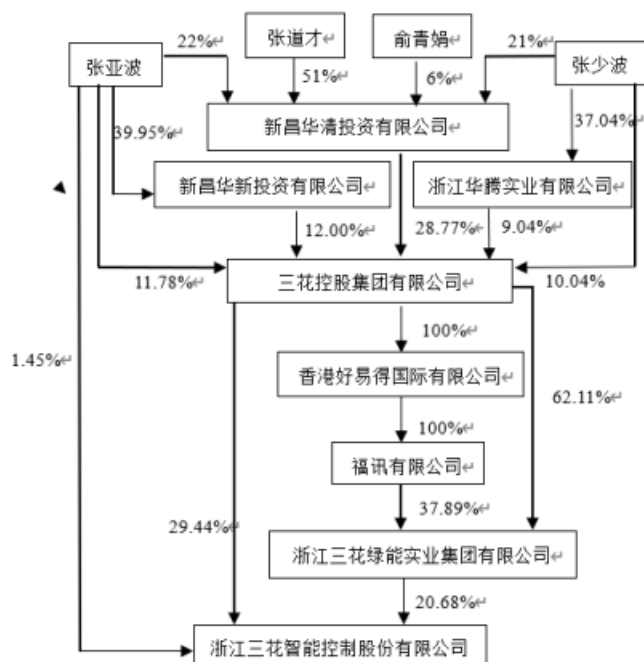 张道才
俞青娟
张亚波
22%↵
21%↵
张少波
51%↵
6%↵
新昌华清投资有限公司↵
37.04%↵
39.95%↵
新昌华新投资有限公司↵
浙江华腾实业有限公司↵
12.00%↵
28.77%↵
9.04%↵
三花控股集团有限公司↵
11.78%↵
10.04%
100%↵
1.45%↵
香港好易得国际有限公司↵
62.11%↵
100%↵
福讯有限公司↵
37.89%↵
29.44%↵
浙江三花绿能实业集团有限公司↵
20.68%↵
浙江三花智能控制股份有限公司